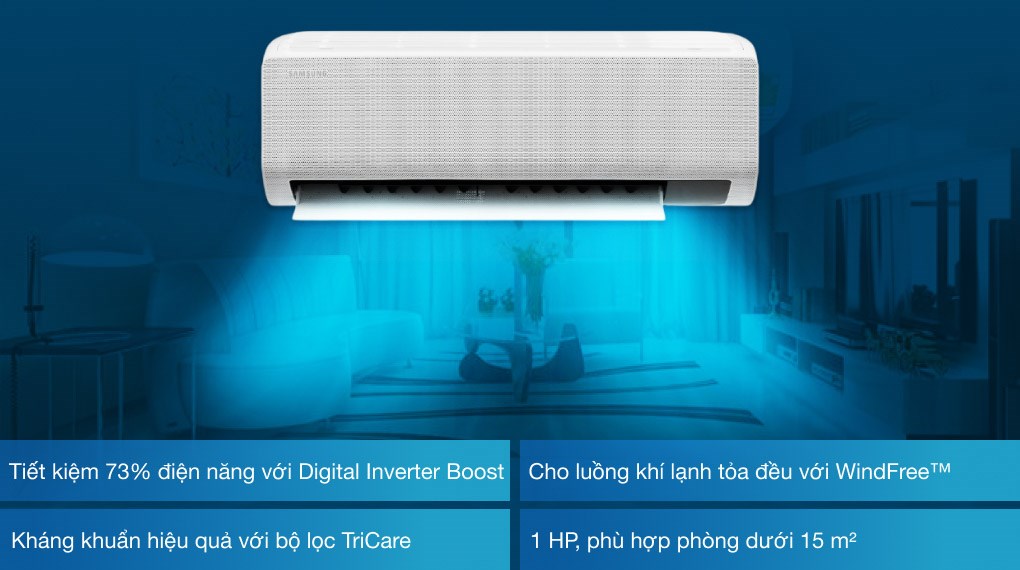 SAMSUNG
Tiết kiệm 73% điện năng với Digital Inverter Boost
Cho luồng khí lạnh tỏa đều với WindFree™
Kháng khuẩn hiệu quả với bộ lọc TriCare
1 HP, phù hợp phòng dưới 15 m²